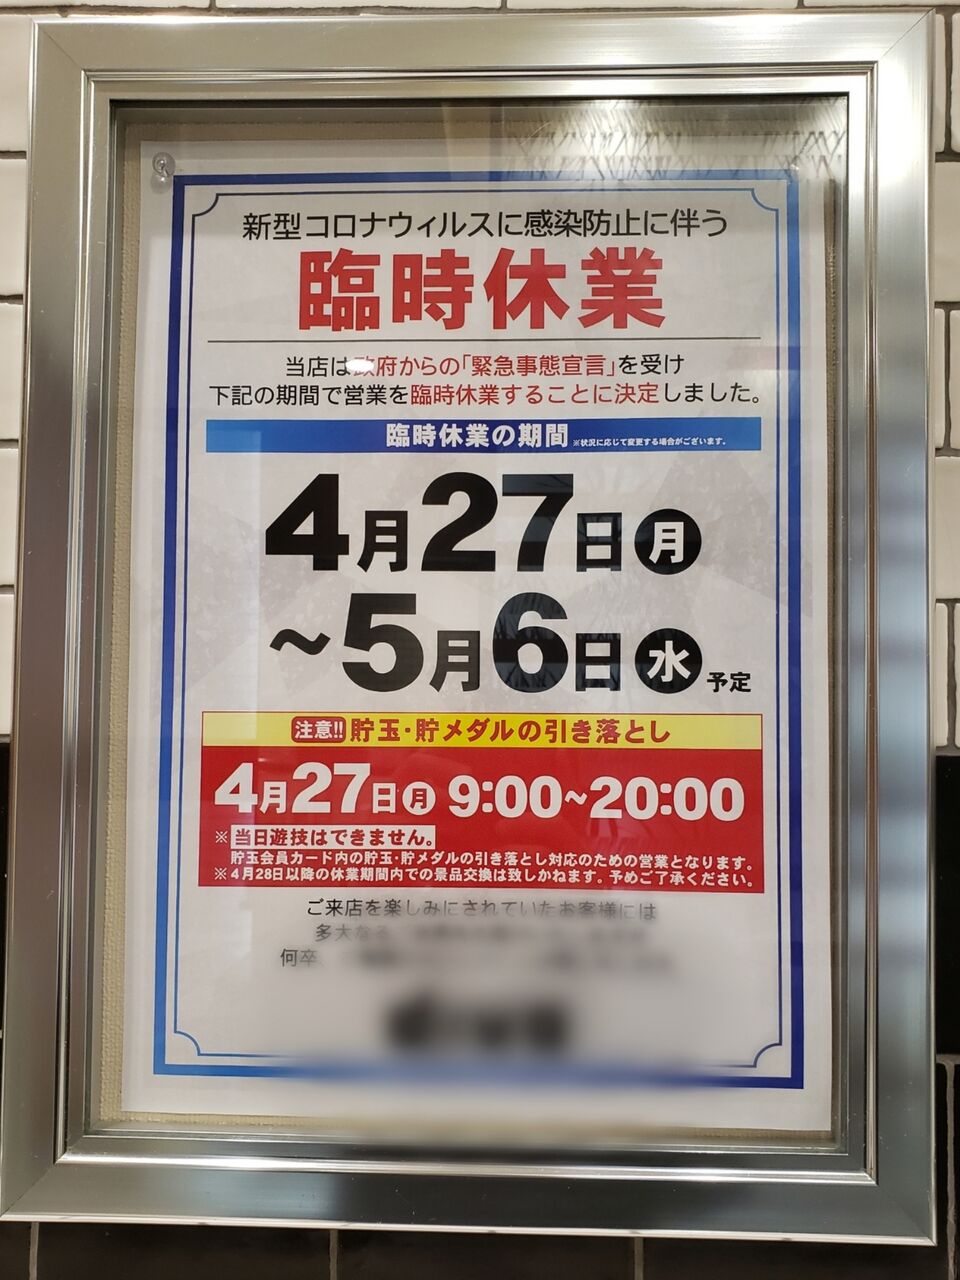 新型コロナウィルスに感染防止に伴う
臨時休業
当店は政府からの「緊急事態宣言」を受け
下記の期間で営業を臨時休業することに決定しました。
臨時休業の期間 ※状況に応じて変更する場合がございます。
4月27日月
~5月6日水予定
注意!! 貯玉・貯メダルの引き落とし
4月27日月 9:00~20:00
※当日遊技はできません。
貯玉会員カード内の貯玉・貯メダルの引き落とし対応のための営業となります。
※4月28日以降の休業期間内での景品交換は致しかねます。予めご了承ください。
ご来店を楽しみにされていたお客様には
多大なる
何卒、